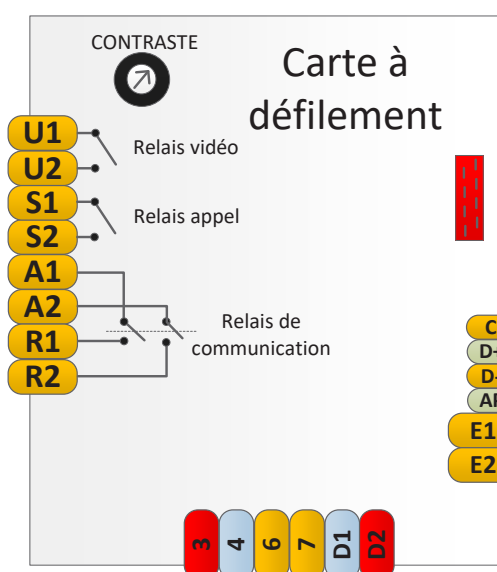 CONTRASTE
Carte à
défilement
U1
U2
Relais vidéo
S1
S2
Relais appel
A1
A2
R1
R2
Relais de
communication
E1
3
4
6
7
D1
D2